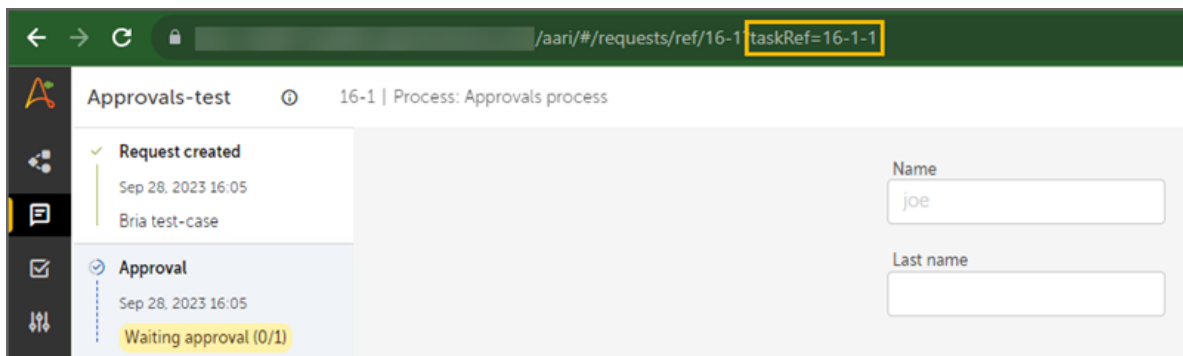 /aari/#/requests/ref/16-1?taskRef=16-1-1
Approvals-test
16-1 | Process: Approvals process
Request created
Sep 28, 2023 16:05
Bria test-case
Approval
Sep 28, 2023 16:05
Waiting approval (0/1)
Name
joe
Last name